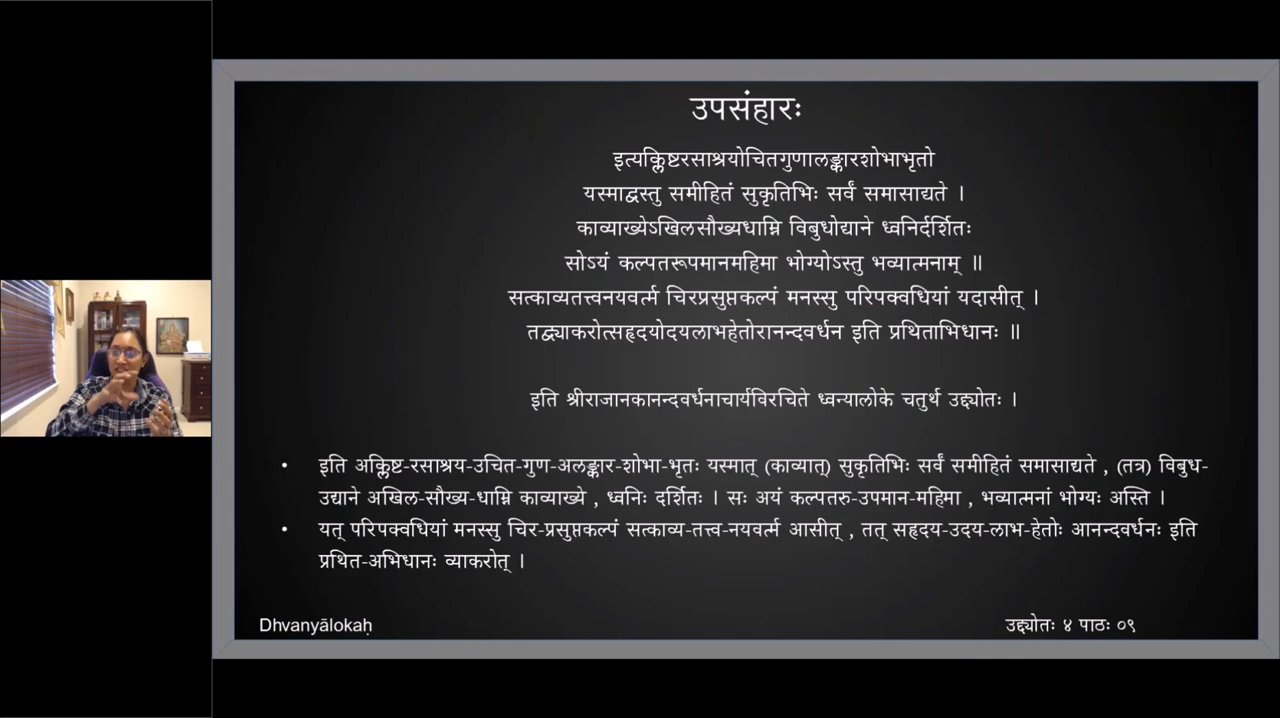 उपसंहारः
इत्यक्लिष्टरसाश्रयोचितगुणालङ्कारशोभाभृतो
यस्माद्वस्तु समीहितं सुकृतिभिः सर्वं समासाद्यते ।
काव्याख्येऽखिलसौख्यधाम्नि विबुधोद्याने ध्वनिर्दर्शितः
सोऽयं कल्पतरूपमानमहिमा भोग्योऽस्तु भव्यात्मनाम् ॥
सत्काव्यतत्त्वनयवर्त्म चिरप्रसुप्तकल्पं मनस्सु परिपक्वधियां यदासीत् ।
तद्व्याकरोत्सहृदयोदयलाभहेतोरानन्दवर्धन इति प्रथिताभिधानः ॥
इति श्रीराजानकानन्दवर्धनाचार्यविरचिते ध्वन्यालोके चतुर्थ उद्द्योतः ।
• इति अक्लिष्ट-रसाश्रय-उचित-गुण-अलङ्कार-शोभा-भृतः यस्मात् (काव्यात्) सुकृतिभिः सर्वं समीहितं समासाद्यते , (तत्र) विबुध-
उद्याने अखिल-सौख्य-धाम्नि काव्याख्ये , ध्वनिः दर्शितः । सः अयं कल्पतरु-उपमान-महिमा , भव्यात्मनां भोग्यः अस्ति ।
• यत् परिपक्वधियां मनस्सु चिर-प्रसुप्तकल्पं सत्काव्य-तत्त्व-नयवर्त्म आसीत् , तत् सहृदय-उदय-लाभ-हेतोः आनन्दवर्धनः इति
प्रथित-अभिधानः व्याकरोत् ।
Dhvanyālokaḥ
उद्द्योतः ४ पाठः ०९